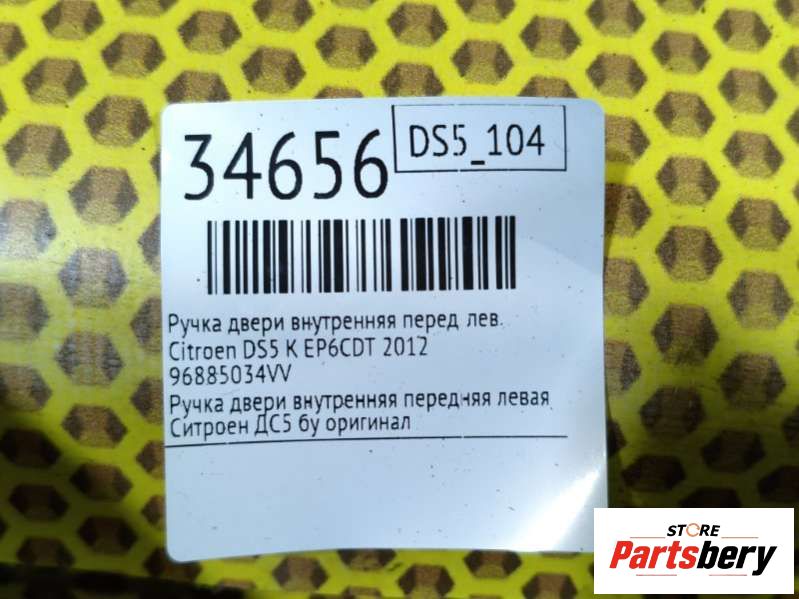 34656
DS5_104
Ручка двери внутренняя перед лев.
Citroen DS5 K EP6CDT 2012
96885034VV
Ручка двери внутренняя передняя левая
Ситроен ДС5 бу оригинал
STORE
Partsbery